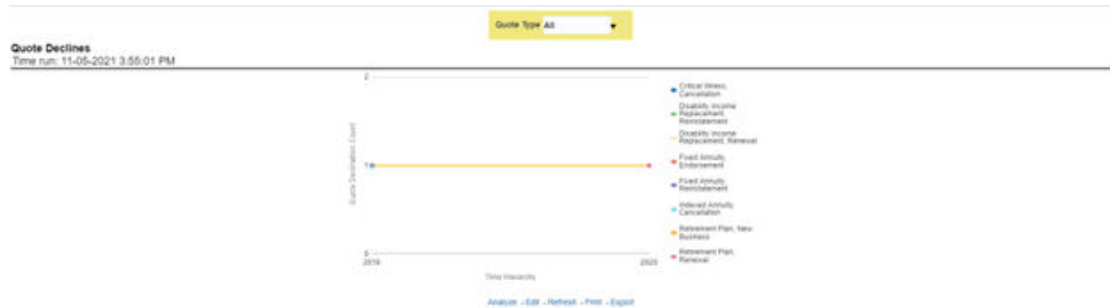 Quote Type All
Quote Declines
Time run: 11-05-2021 3:55:01 PM
2
1
0
Quote Declination Count
2019
2020
Time Hierarchy
Critical Illness,
Cancellation
Disability Income
Replacement,
Reinstatement
Disability Income
Replacement, Renewal
Fixed Annuity,
Endorsement
Fixed Annuity,
Reinstatement
Indexed Annuity,
Cancellation
Retirement Plan, New
Business
Retirement Plan,
Renewal
Analyze - Edit - Refresh - Print - Export